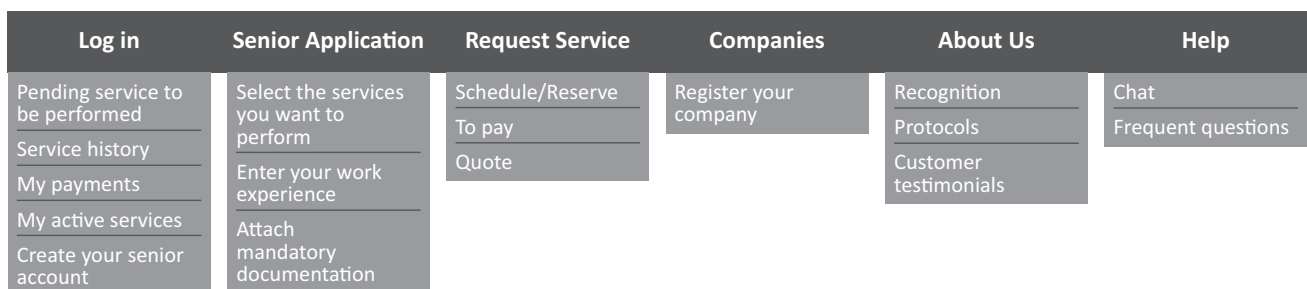 Log in
Senior Application
Request Service
Companies
About Us
Help
Pending service to
be performed
Service history
My payments
My active services
Create your senior
account
Select the services
you want to
perform
Enter your work
experience
Attach
mandatory
documentation
Schedule/Reserve
To pay
Quote
Register your
company
Recognition
Protocols
Customer
testimonials
Chat
Frequent questions